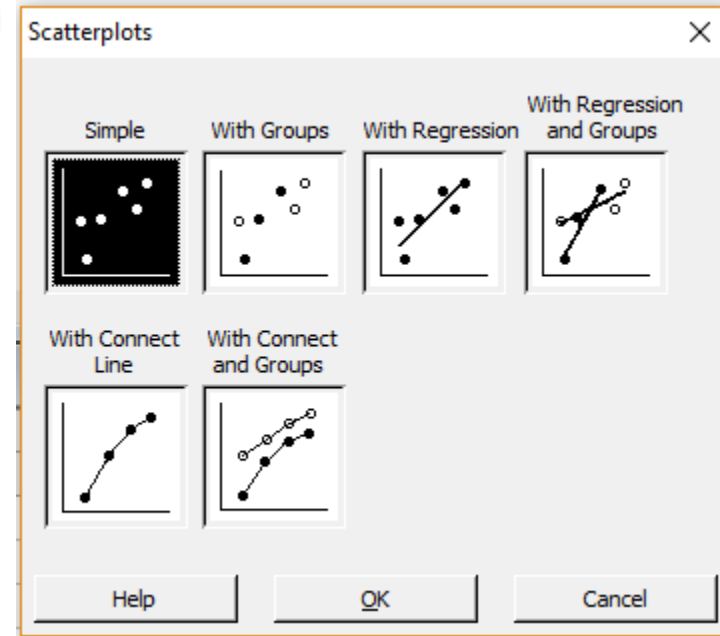 Scatterplots
Simple
With Groups
With Regression
With Regression
and Groups
With Connect
Line
With Connect
and Groups
Help
OK
Cancel